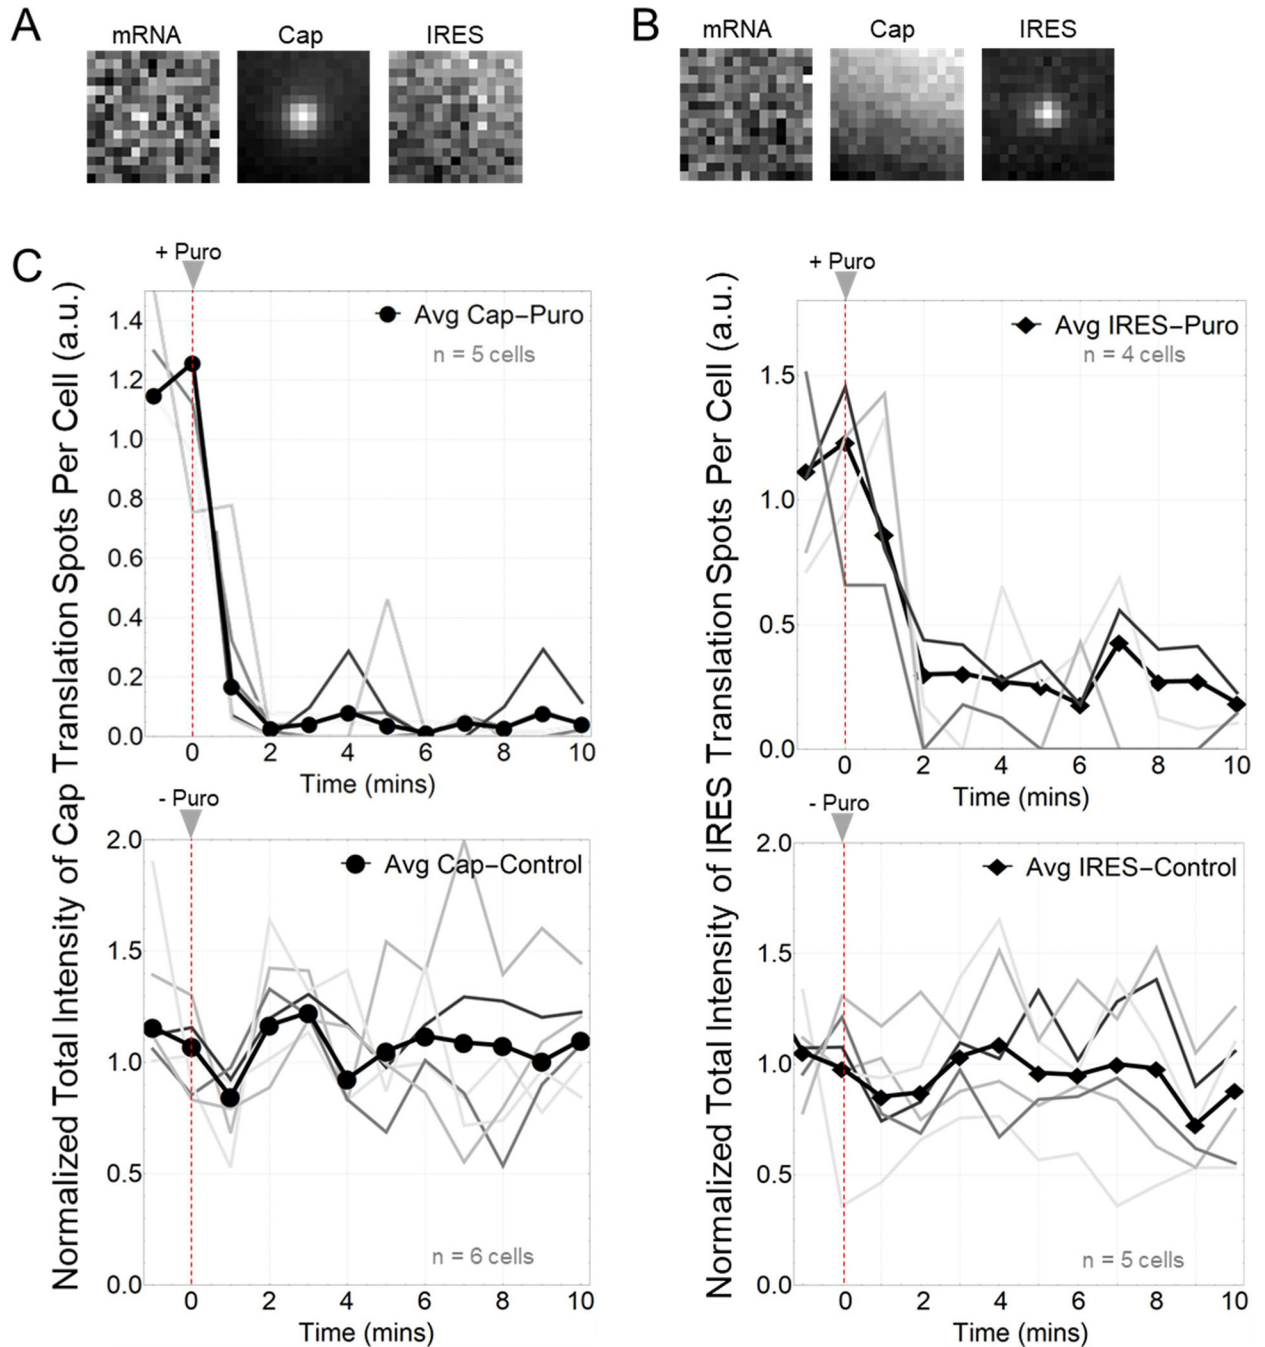 A
mRNA Cap IRES
B
mRNA Cap IRES
C
+ Puro
Normalized Total Intensity of Cap Translation Spots Per Cell (a.u.)
Avg Cap–Puro
n = 5 cells
1.4
1.2
1.0
0.8
0.6
0.4
0.2
0.0
0 2 4 6 8 10
Time (mins)
- Puro
Avg Cap–Control
2.0
1.5
1.0
0.5
0.0
n = 6 cells
0 2 4 6 8 10
Time (mins)
+ Puro
Normalized Total Intensity of IRES Translation Spots Per Cell (a.u.)
Avg IRES–Puro
n = 4 cells
1.5
1.0
0.5
0.0
0 2 4 6 8 10
Time (mins)
- Puro
Avg IRES–Control
2.0
1.5
1.0
0.5
0.0
n = 5 cells
0 2 4 6 8 10
Time (mins)